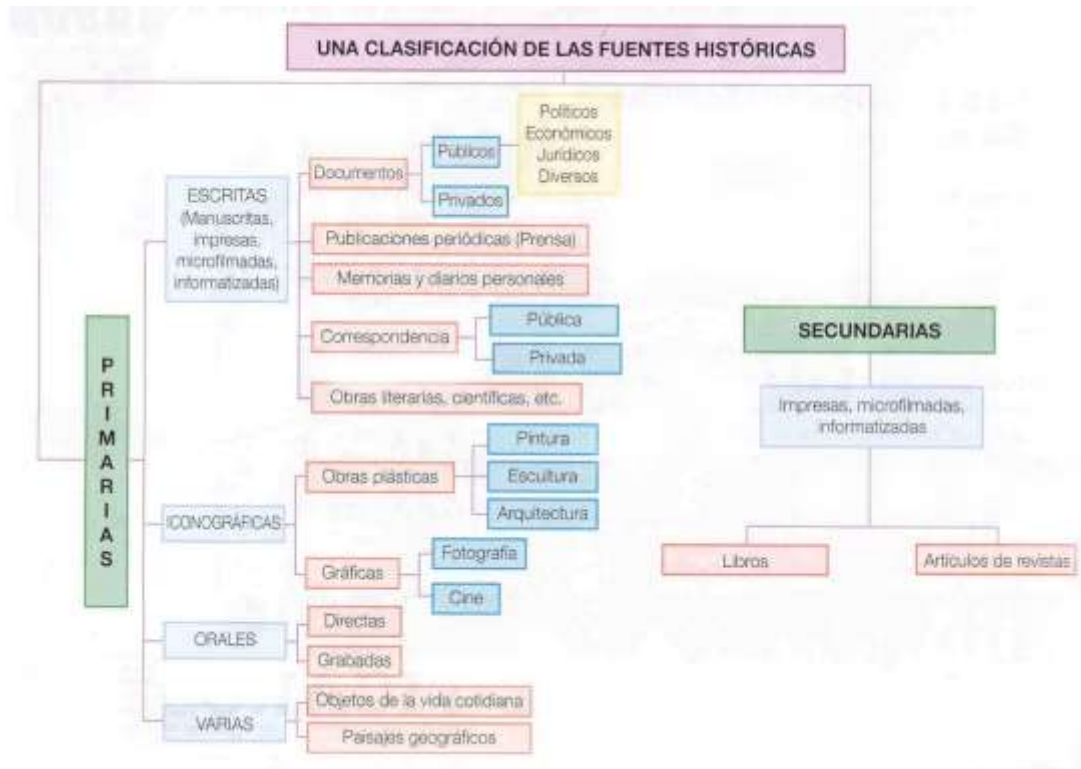 UNA CLASIFICACIÓN DE LAS FUENTES HISTÓRICAS
PRIMARIAS
ESCRITAS
(Manuscritas,
impresas,
microfilmadas,
informatizadas)
Documentos
Públicos
Políticos
Económicos
Jurídicos
Diversos
Privados
Publicaciones periódicas (Prensa)
Memorias y diarios personales
Correspondencia
Pública
Privada
Obras literarias, científicas, etc.
ICONOGRÁFICAS
Obras plásticas
Pintura
Escultura
Arquitectura
Gráficas
Fotografía
Cine
ORALES
Directas
Grabadas
VARIAS
Objetos de la vida cotidiana
Paisajes geográficos
SECUNDARIAS
Impresas, microfilmadas,
informatizadas
Libros
Artículos de revistas